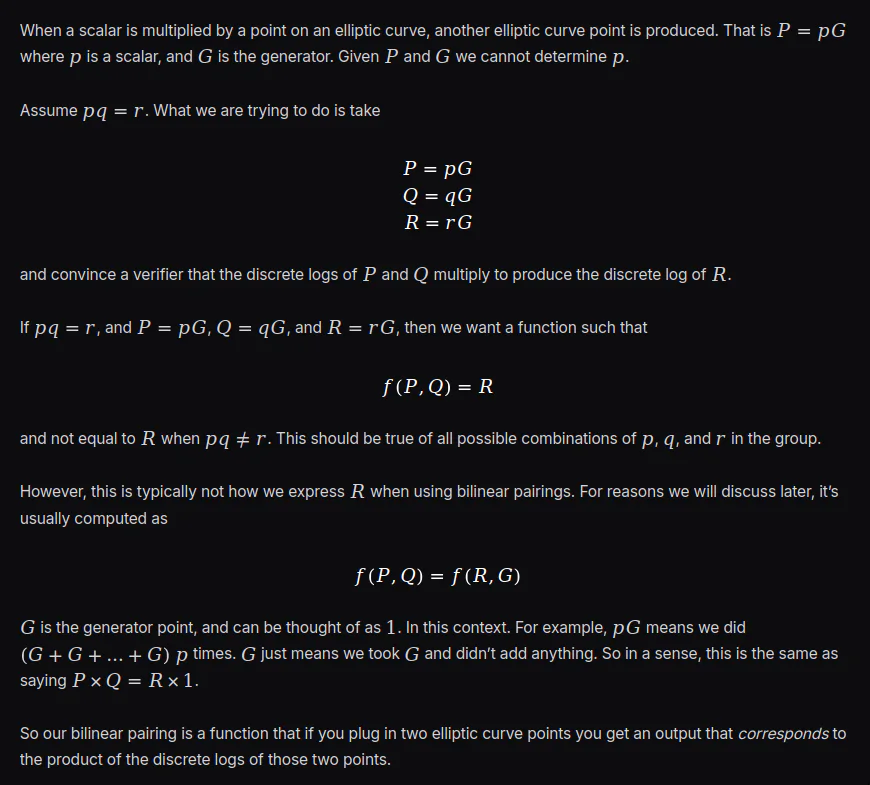 When a scalar is multiplied by a point on an elliptic curve, another elliptic curve point is produced. That is P = pG
where p is a scalar, and G is the generator. Given P and G we cannot determine p.
Assume pq = r. What we are trying to do is take
P = pG
Q = qG
R = rG
and convince a verifier that the discrete logs of P and Q multiply to produce the discrete log of R.
If pq = r, and P = pG, Q = qG, and R = rG, then we want a function such that
f(P, Q) = R
and not equal to R when pq ≠ r. This should be true of all possible combinations of p, q, and r in the group.
However, this is typically not how we express R when using bilinear pairings. For reasons we will discuss later, it’s
usually computed as
f(P, Q) = f(R, G)
G is the generator point, and can be thought of as 1. In this context. For example, pG means we did
(G + G + ... + G) p times. G just means we took G and didn’t add anything. So in a sense, this is the same as
saying P × Q = R × 1.
So our bilinear pairing is a function that if you plug in two elliptic curve points you get an output that corresponds to
the product of the discrete logs of those two points.